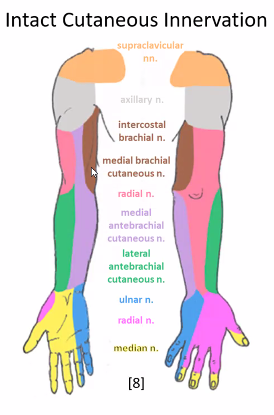 Intact Cutaneous Innervation
supraclavicular
nn.
axillary n.
intercostal
brachial n.
medial brachial
cutaneous n.
radial n.
medial
antebrachial
cutaneous n.
lateral
antebrachial
cutaneous n.
ulnar n.
radial n.
median n.
[8]